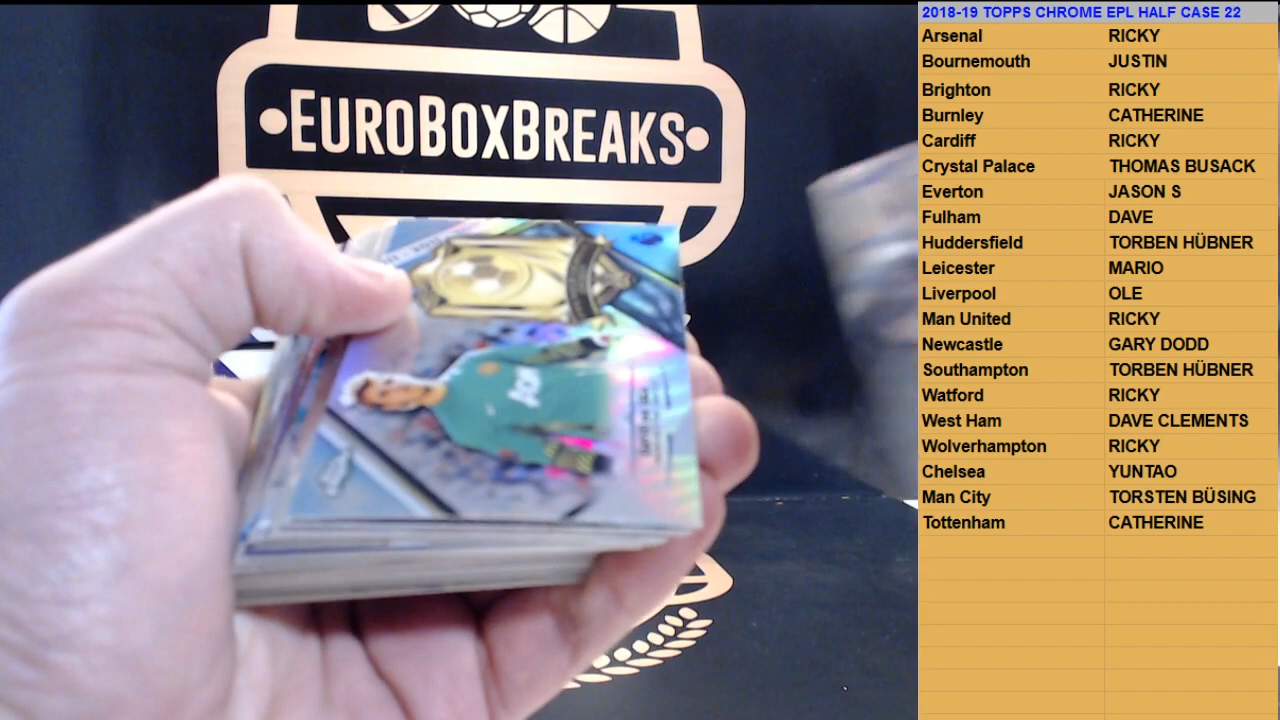 EUROBOXBREAKS
2018-19 TOPPS CHROME EPL HALF CASE 22
Arsenal RICKY
Bournemouth JUSTIN
Brighton RICKY
Burnley CATHERINE
Cardiff RICKY
Crystal Palace THOMAS BUSACK
Everton JASON S
Fulham DAVE
Huddersfield TORBEN HÜBNER
Leicester MARIO
Liverpool OLE
Man United RICKY
Newcastle GARY DODD
Southampton TORBEN HÜBNER
Watford RICKY
West Ham DAVE CLEMENTS
Wolverhampton RICKY
Chelsea YUNTAO
Man City TORSTEN BÜSING
Tottenham CATHERINE